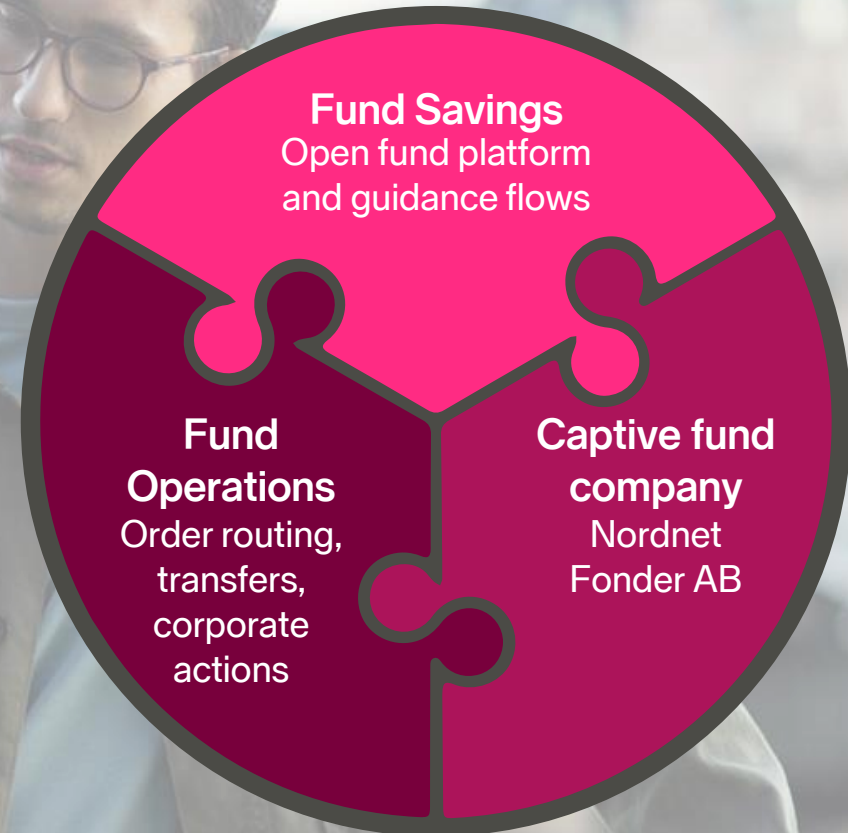 Fund Savings
Open fund platform
and guidance flows
Fund
Operations
Order routing,
transfers,
corporate
actions
Captive fund
company
Nordnet
Fonder AB